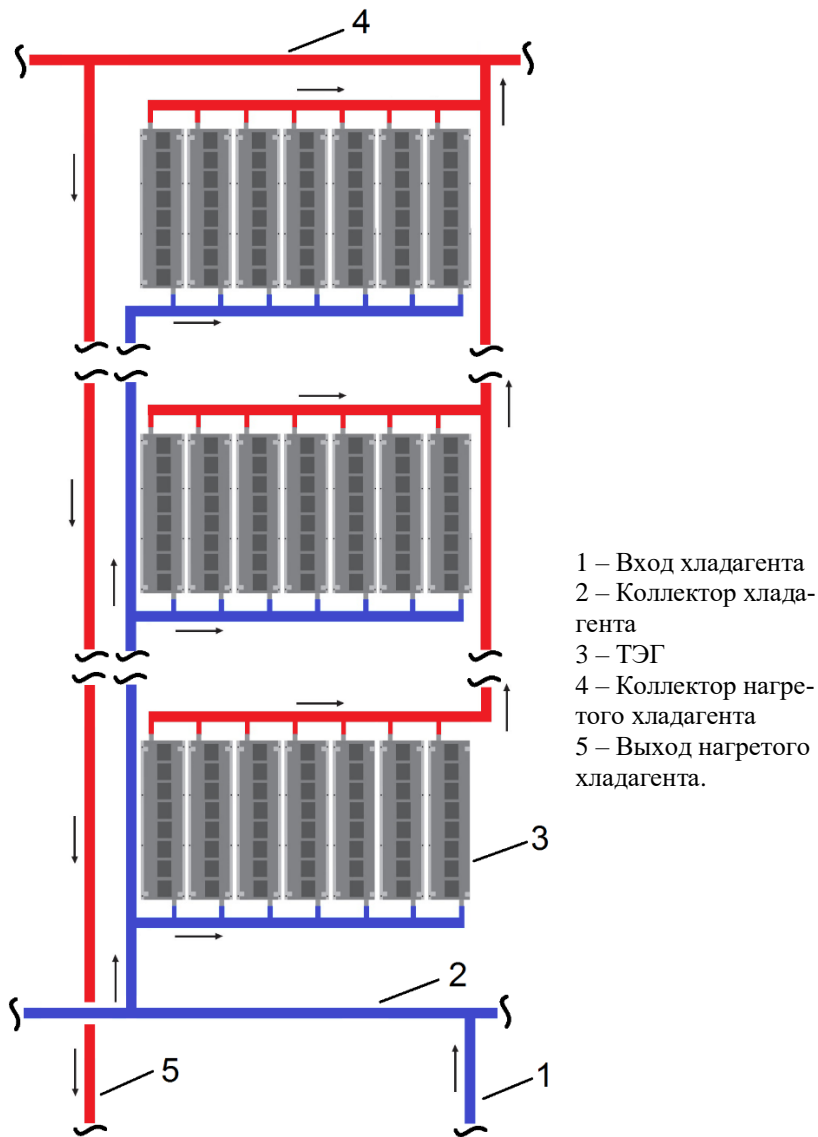 4
1 – Вход хладагента
2 – Коллектор хлада-
гента
3 – ТЭГ
4 – Коллектор нагре-
того хладагента
5 – Выход нагретого
хладагента.
3
2
5
1